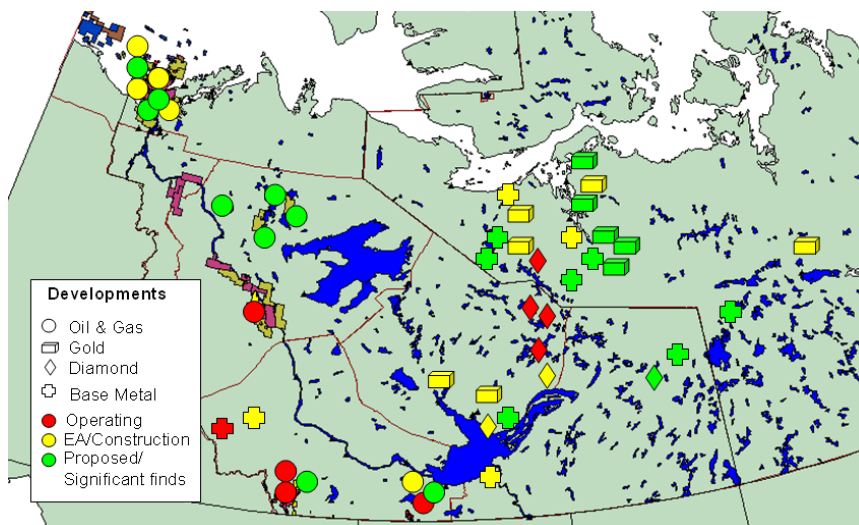 Developments
Oil & Gas
Gold
Diamond
Base Metal
Operating
EA/Construction
Proposed/
Significant finds